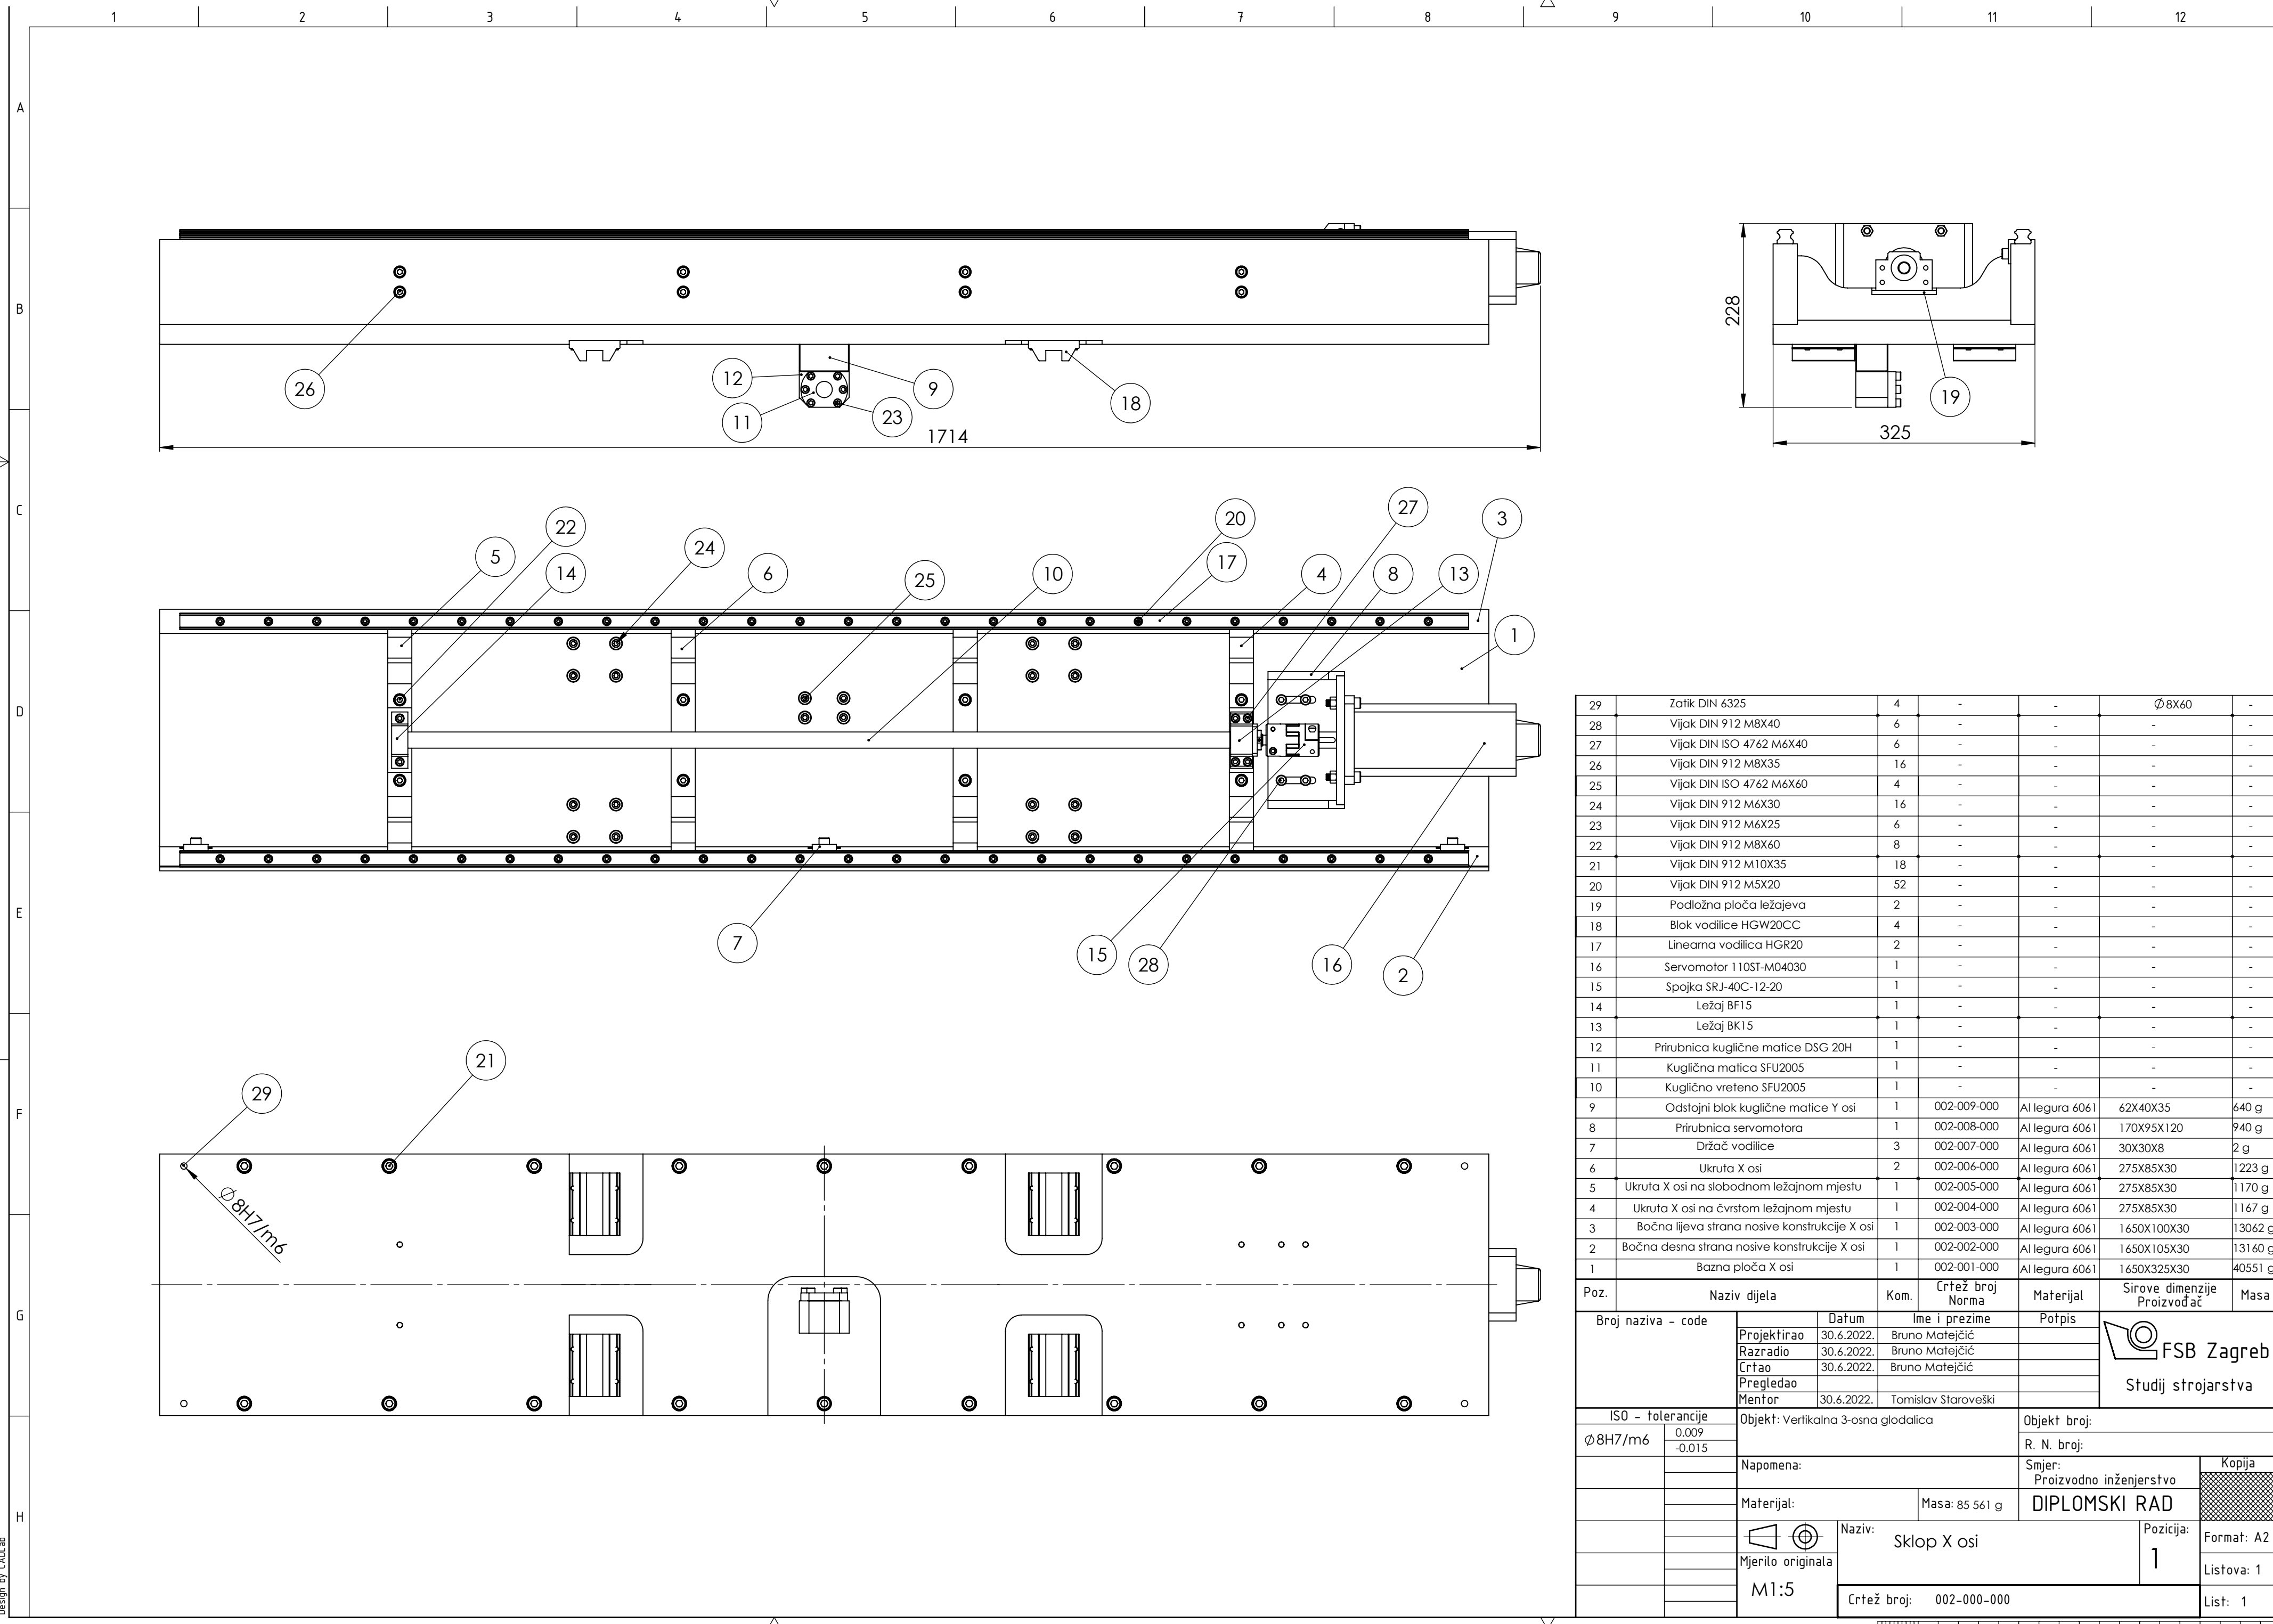 1 2 3 4 5 6 7 8 9 10 11 12
A
B
C
D
E
F
G
H
26
12
11
9
23
18
1714
228
325
19
22
5
14
24
6
25
10
20
17
27
4
8
13
3
1
7
15
28
16
2
29
21
Ø8H7/m6
29 Zatik DIN 6325 4 - - Ø8X60 -
28 Vijak DIN 912 M8X40 6 - - - -
27 Vijak DIN ISO 4762 M6X40 6 - - - -
26 Vijak DIN 912 M8X35 16 - - - -
25 Vijak DIN ISO 4762 M6X60 4 - - - -
24 Vijak DIN 912 M6X30 16 - - - -
23 Vijak DIN 912 M6X25 6 - - - -
22 Vijak DIN 912 M8X60 8 - - - -
21 Vijak DIN 912 M10X35 18 - - - -
20 Vijak DIN 912 M5X20 52 - - - -
19 Podložna ploča ležajeva 2 - - - -
18 Blok vodilice HGW20CC 4 - - - -
17 Linearna vodilica HGR20 2 - - - -
16 Servomotor 110ST-M04030 1 - - - -
15 Spojka SRJ-40C-12-20 1 - - - -
14 Ležaj BF15 1 - - - -
13 Ležaj BK15 1 - - - -
12 Prirubnica kuglične matice DSG 20H 1 - - - -
11 Kuglična matica SFU2005 1 - - - -
10 Kuglično vreteno SFU2005 1 - - - -
9 Odstojni blok kuglične matice Y osi 1 002-009-000 Al legura 6061 62X40X35 640 g
8 Prirubnica servomotora 1 002-008-000 Al legura 6061 170X95X120 940 g
7 Držač vodilice 3 002-007-000 Al legura 6061 30X30X8 2 g
6 Ukruta X osi 2 002-006-000 Al legura 6061 275X85X30 1223 g
5 Ukruta X osi na slobodnom ležajnom mjestu 1 002-005-000 Al legura 6061 275X85X30 1170 g
4 Ukruta X osi na čvrstom ležajnom mjestu 1 002-004-000 Al legura 6061 275X85X30 1167 g
3 Bočna lijeva strana nosive konstrukcije X osi 1 002-003-000 Al legura 6061 1650X100X30 13062 g
2 Bočna desna strana nosive konstrukcije X osi 1 002-002-000 Al legura 6061 1650X105X30 13160 g
1 Bazna ploča X osi 1 002-001-000 Al legura 6061 1650X325X30 40551 g
Poz. Naziv dijela Kom. Crtež broj Norma Materijal Sirove dimenzije Proizvođač Masa
Broj naziva - code
Datum Ime i prezime Potpis
Projektirao 30.6.2022. Bruno Matejčić
Razradio 30.6.2022. Bruno Matejčić
Crtao 30.6.2022. Bruno Matejčić
Pregledao
Mentor 30.6.2022. Tomislav Staroveški
FSB Zagreb
Studij strojarstva
ISO - tolerancije
Ø8H7/m6 0.009
-0.015
Objekt: Vertikalna 3-osna glodalica
Objekt broj:
R. N. broj:
Napomena:
Smjer:
Proizvodno inženjerstvo
Kopija
Materijal:
Masa: 85 561 g
DIPLOMSKI RAD
Naziv:
Sklop X osi
Pozicija:
1
Format: A2
Mjerilo originala
M1:5
Listova: 1
Crtež broj: 002-000-000
List: 1
Design by CADLab